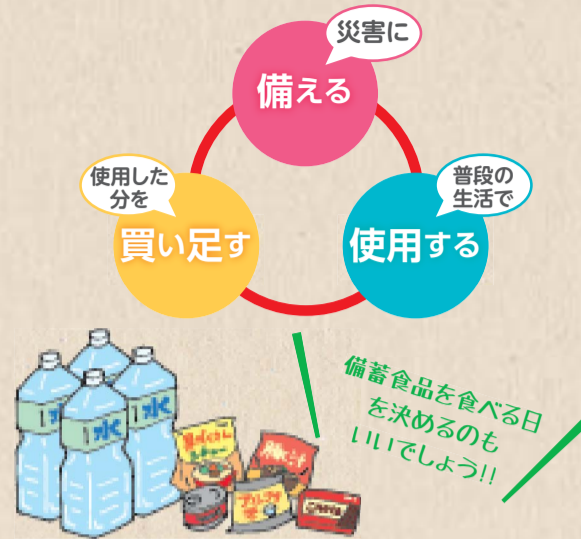 災害に
備える
使用した
分を
買い足す
普段の
生活で
使用する
備蓄食品を食べる日
を決めるのも
いいでしょう!!
水
水